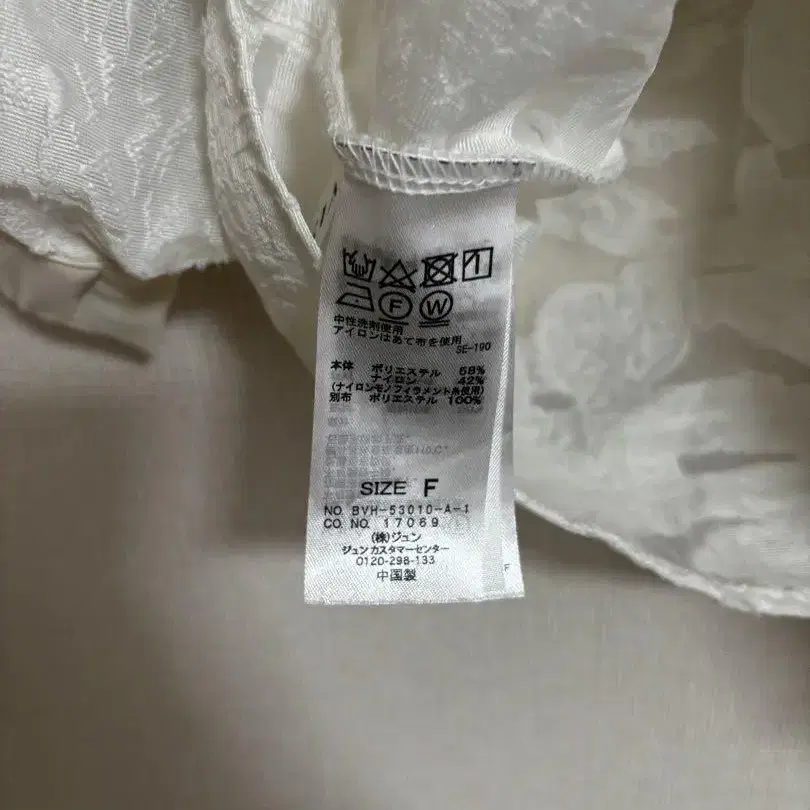 F
W
中性洗剤使用
アイロンはあて布を使用
SE-190
本体 ポリエステル 58%
ナイロン 42%
(ナイロンモノフィラメント糸使用)
別布 ポリエステル 100%
SIZE F
NO. BVH-53010-A-1
CO. NO. 17069
(株)ジュン
ジュンカスタマーセンター
0120-298-133
中国製
F